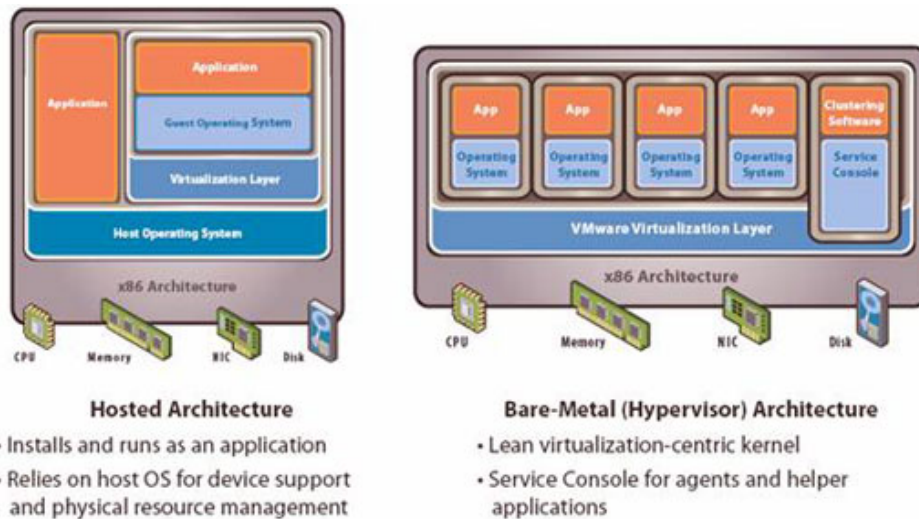 Application
Application
Guest Operating System
Virtualization Layer
Host Operating System
x86 Architecture
CPU
Memory
NIC
Disk
Hosted Architecture
• Installs and runs as an application
• Relies on host OS for device support
and physical resource management
App
App
App
App
Clustering
Software
Operating
System
Operating
System
Operating
System
Operating
System
Service
Console
VMware Virtualization Layer
x86 Architecture
CPU
Memory
NIC
Disk
Bare-Metal (Hypervisor) Architecture
• Lean virtualization-centric kernel
• Service Console for agents and helper
applications